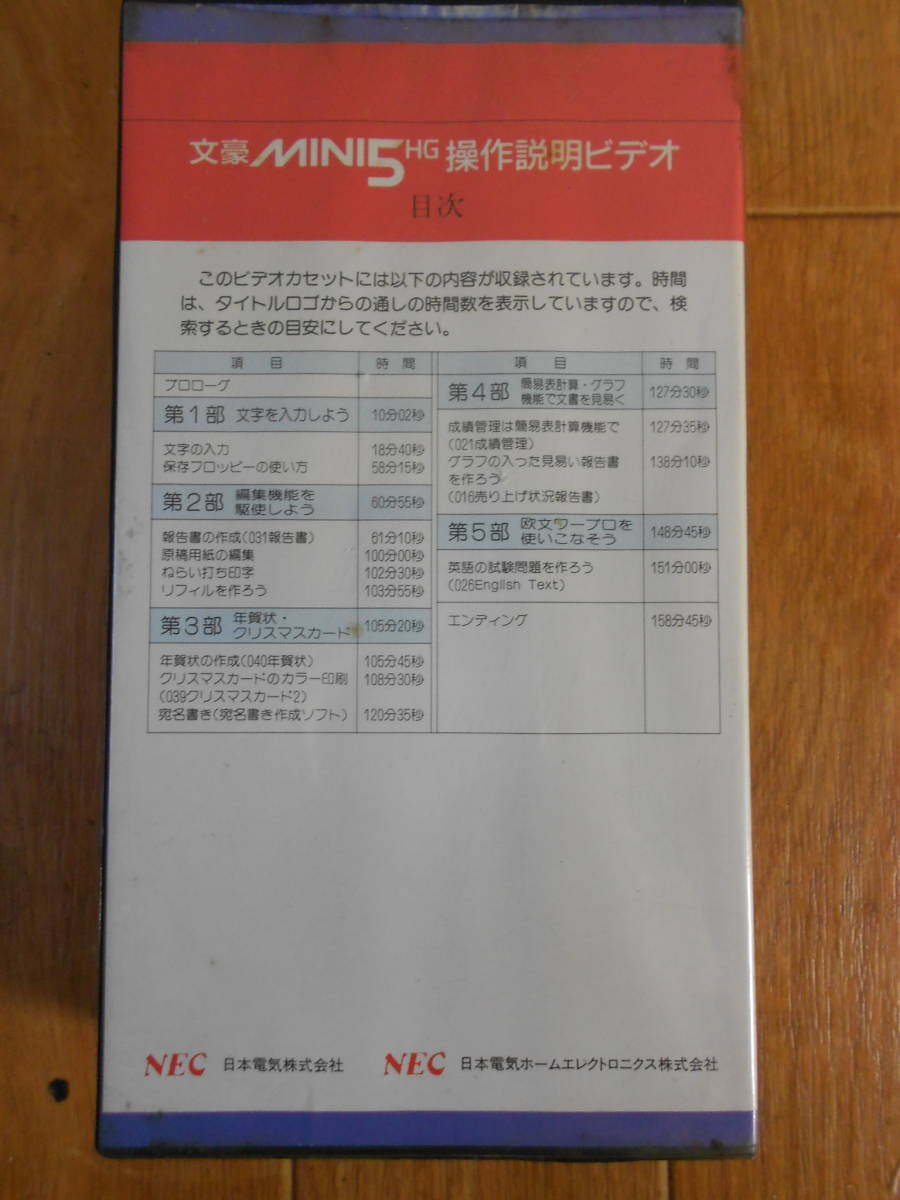 文豪MINI5HG 操作説明ビデオ
目次
このビデオカセットには以下の内容が収録されています。時間
は、タイトルロゴからの通しの時間数を表示していますので、検
索するときの目安にしてください。
項目 時間
プロローグ
第1部 文字を入力しよう 10分02秒
文字の入力 18分40秒
保存フロッピーの使い方 58分15秒
第2部 編集機能を
駆使しよう 60分55秒
報告書の作成(031報告書) 61分10秒
原稿用紙の編集 100分00秒
ねらい打ち印字 102分30秒
リフィルを作ろう 103分55秒
第3部 年賀状・
クリスマスカード 105分20秒
年賀状の作成(040年賀状) 105分45秒
クリスマスカードのカラー印刷 108分30秒
(039クリスマスカード2)
宛名書き(宛名書き作成ソフト) 120分35秒
項目 時間
第4部 簡易表計算・グラフ
機能で文書を見易く 127分30秒
成績管理は簡易表計算機能で 127分35秒
(021成績管理)
グラフの入った見易い報告書 138分10秒
を作ろう
(016売り上げ状況報告書)
第5部 欧文ワープロを
使いこなそう 148分45秒
英語の試験問題を作ろう 151分00秒
(026English Text)
エンディング 158分45秒
NEC 日本電気株式会社 NEC 日本電気ホームエレクトロニクス株式会社